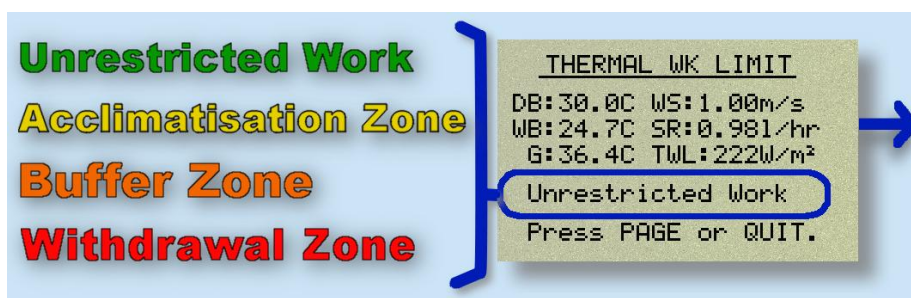 Unrestricted Work
Acclimatisation Zone
Buffer Zone
Withdrawal Zone
THERMAL WK LIMIT
DB:30.0C WS:1.00m/s
WB:24.7C SR:0.98l/hr
G:36.4C TWL:222W/m²
Unrestricted Work
Press PAGE or QUIT.